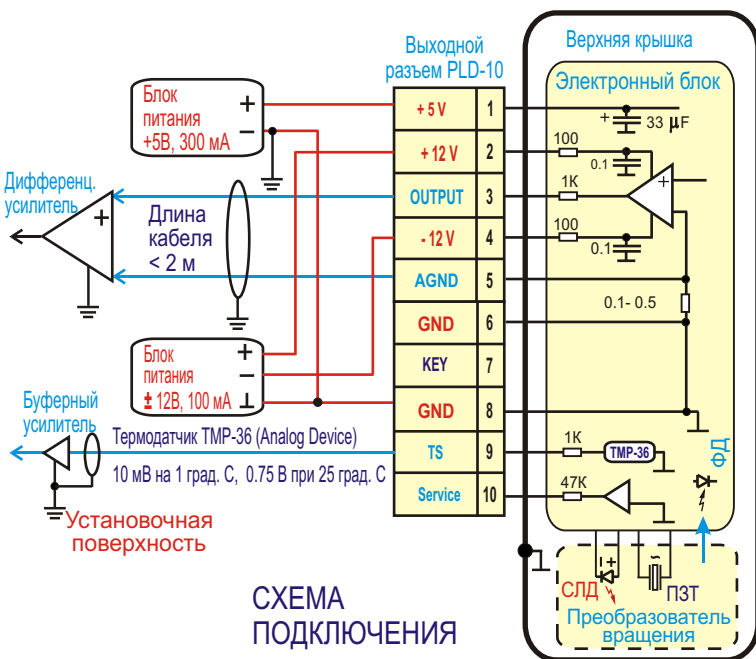 Выходной
разъем PLD-10
Верхняя крышка
Электронный блок
Блок
питания
+5В, 300 мА
+
−
+ 5 V 1
+ 33 μF
+ 12 V 2
100
0.1
Дифференц.
усилитель
+
Длина
кабеля
< 2 м
OUTPUT 3
1К
+
- 12 V 4
100
0.1
AGND 5
0.1- 0.5
GND 6
Блок
питания
± 12В, 100 мА
+
−
⊥
KEY 7
GND 8
Буферный
усилитель
Термодатчик TMP-36 (Analog Device)
10 мВ на 1 град. С, 0.75 В при 25 град. С
TS 9
1К
TMP-36
ФД
Service 10
47К
Установочная
поверхность
− +
~
СЛД
ПЗТ
Преобразователь
вращения
СХЕМА
ПОДКЛЮЧЕНИЯ